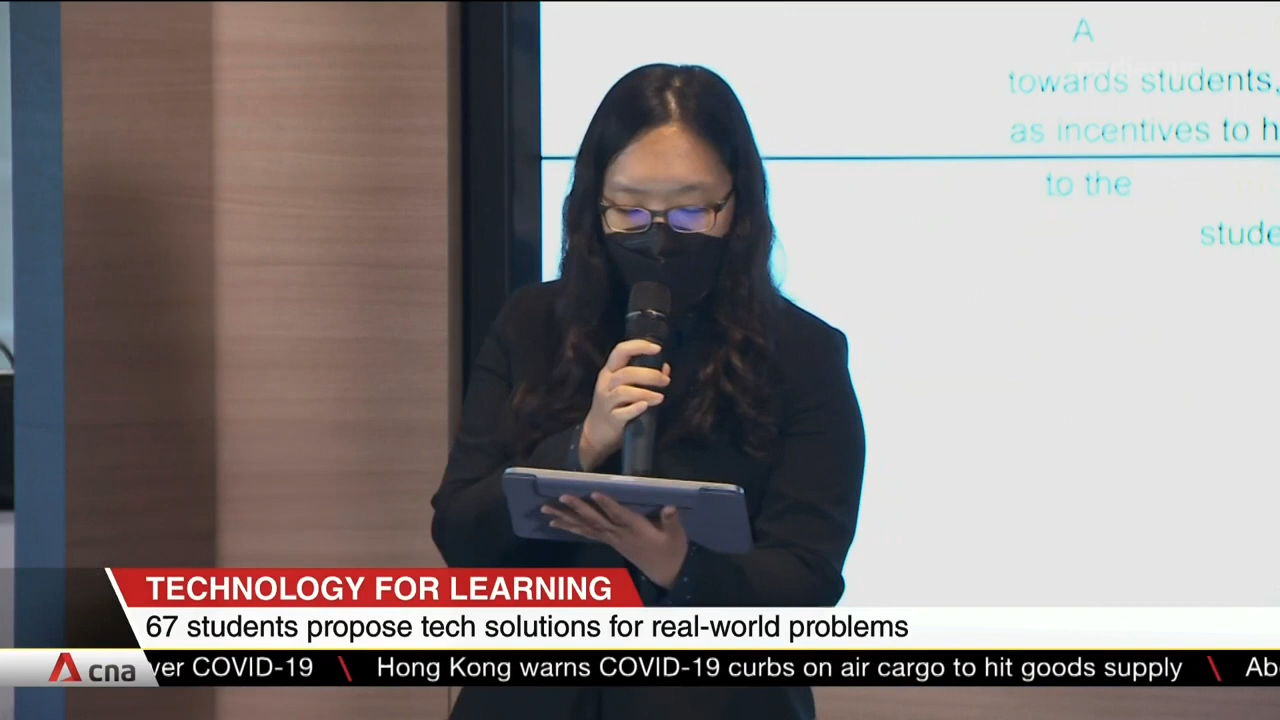 A
towards students,
as incentives to h
to the
stude
TECHNOLOGY FOR LEARNING
67 students propose tech solutions for real-world problems
cna
ver COVID-19 \ Hong Kong warns COVID-19 curbs on air cargo to hit goods supply \ Ab